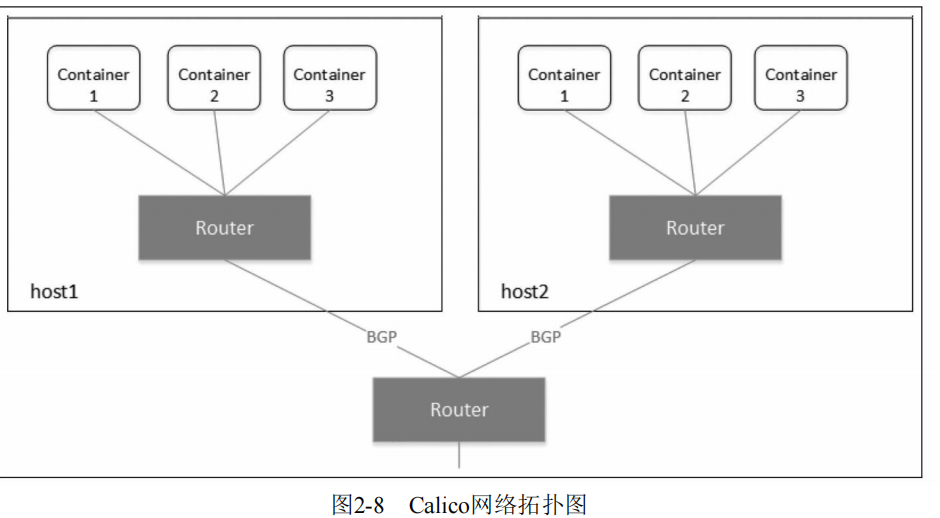 Container 1
Container 2
Container 3
Router
host1
Container 1
Container 2
Container 3
Router
host2
BGP
BGP
Router
图2-8 Calico网络拓扑图